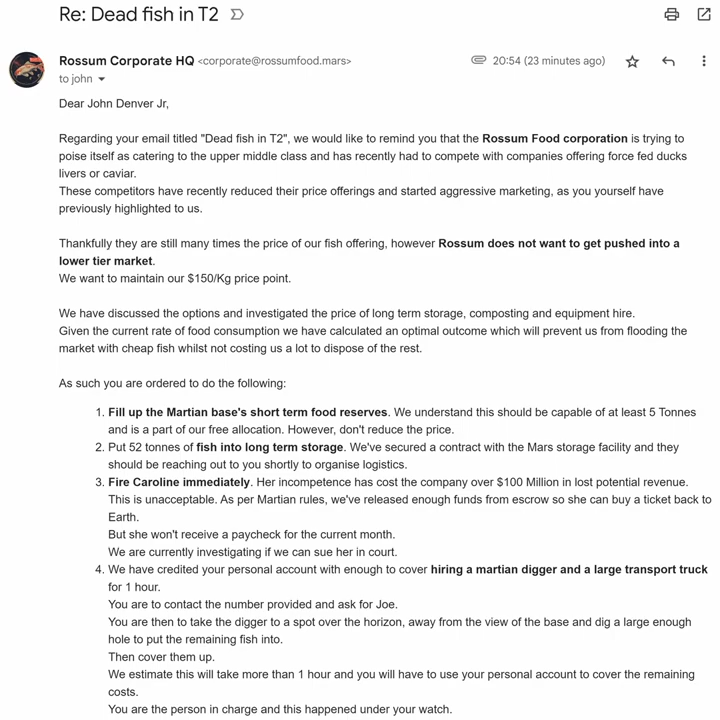 Re: Dead fish in T2
Rossum Corporate HQ <corporate@rossumfood.mars>
20:54 (23 minutes ago)
to john
Dear John Denver Jr,
Regarding your email titled "Dead fish in T2", we would like to remind you that the Rossum Food corporation is trying to
poise itself as catering to the upper middle class and has recently had to compete with companies offering force fed ducks
livers or caviar.
These competitors have recently reduced their price offerings and started aggressive marketing, as you yourself have
previously highlighted to us.
Thankfully they are still many times the price of our fish offering, however Rossum does not want to get pushed into a
lower tier market.
We want to maintain our $150/Kg price point.
We have discussed the options and investigated the price of long term storage, composting and equipment hire.
Given the current rate of food consumption we have calculated an optimal outcome which will prevent us from flooding the
market with cheap fish whilst not costing us a lot to dispose of the rest.
As such you are ordered to do the following:
1. Fill up the Martian base's short term food reserves. We understand this should be capable of at least 5 Tonnes
and is a part of our free allocation. However, don't reduce the price.
2. Put 52 tonnes of fish into long term storage. We've secured a contract with the Mars storage facility and they
should be reaching out to you shortly to organise logistics.
3. Fire Caroline immediately. Her incompetence has cost the company over $100 Million in lost potential revenue.
This is unacceptable. As per Martian rules, we've released enough funds from escrow so she can buy a ticket back to
Earth.
But she won't receive a paycheck for the current month.
We are currently investigating if we can sue her in court.
4. We have credited your personal account with enough to cover hiring a martian digger and a large transport truck
for 1 hour.
You are to contact the number provided and ask for Joe.
You are then to take the digger to a spot over the horizon, away from the view of the base and dig a large enough
hole to put the remaining fish into.
Then cover them up.
We estimate this will take more than 1 hour and you will have to use your personal account to cover the remaining
costs.
You are the person in charge and this happened under your watch.